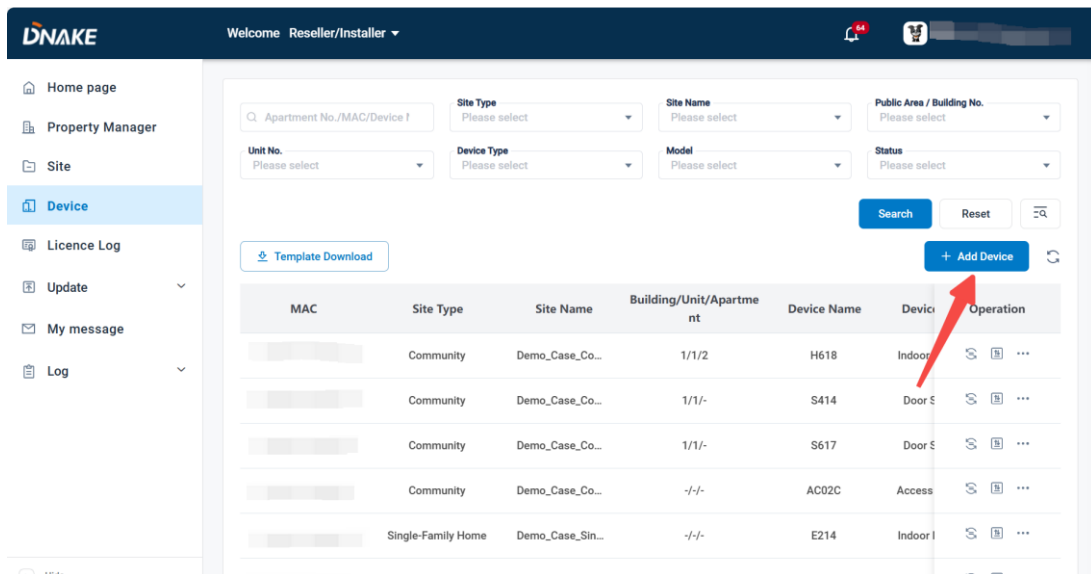 DNAKE
Welcome Reseller/Installer
64
Home page
Property Manager
Site
Device
Licence Log
Update
My message
Log
Site Type
Site Name
Public Area / Building No.
Apartment No./MAC/Device
Please select
Please select
Please select
Unit No.
Device Type
Model
Status
Please select
Please select
Please select
Please select
Search
Reset
Template Download
+ Add Device
MAC
Site Type
Site Name
Building/Unit/Apartme
nt
Device Name
Device
Operation
Community
Demo_Case_Co...
1/1/2
H618
Indoor
Community
Demo_Case_Co...
1/1/-
S414
Door S
Community
Demo_Case_Co...
1/1/-
S617
Door S
Community
Demo_Case_Co...
-/-/-
AC02C
Access
Single-Family Home
Demo_Case_Sin...
-/-/-
E214
Indoor